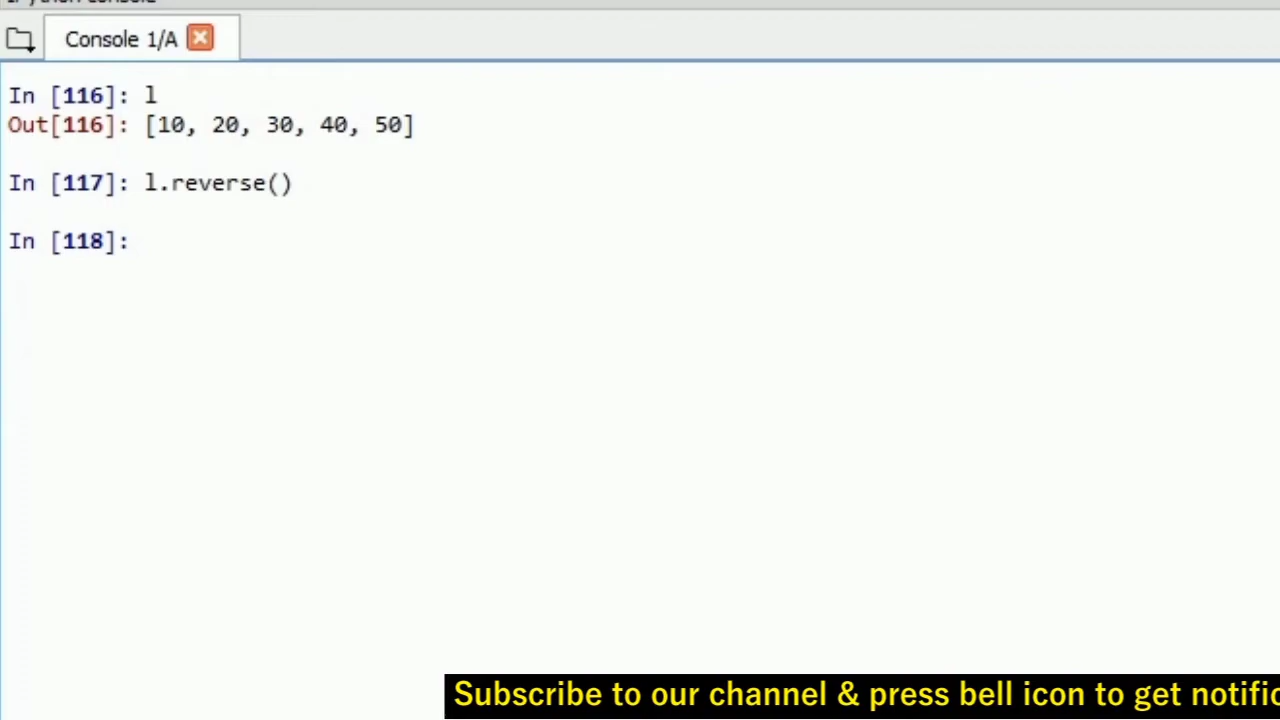 Console 1/A
In [116]: l
Out[116]: [10, 20, 30, 40, 50]
In [117]: l.reverse()
In [118]:
Subscribe to our channel & press bell icon to get